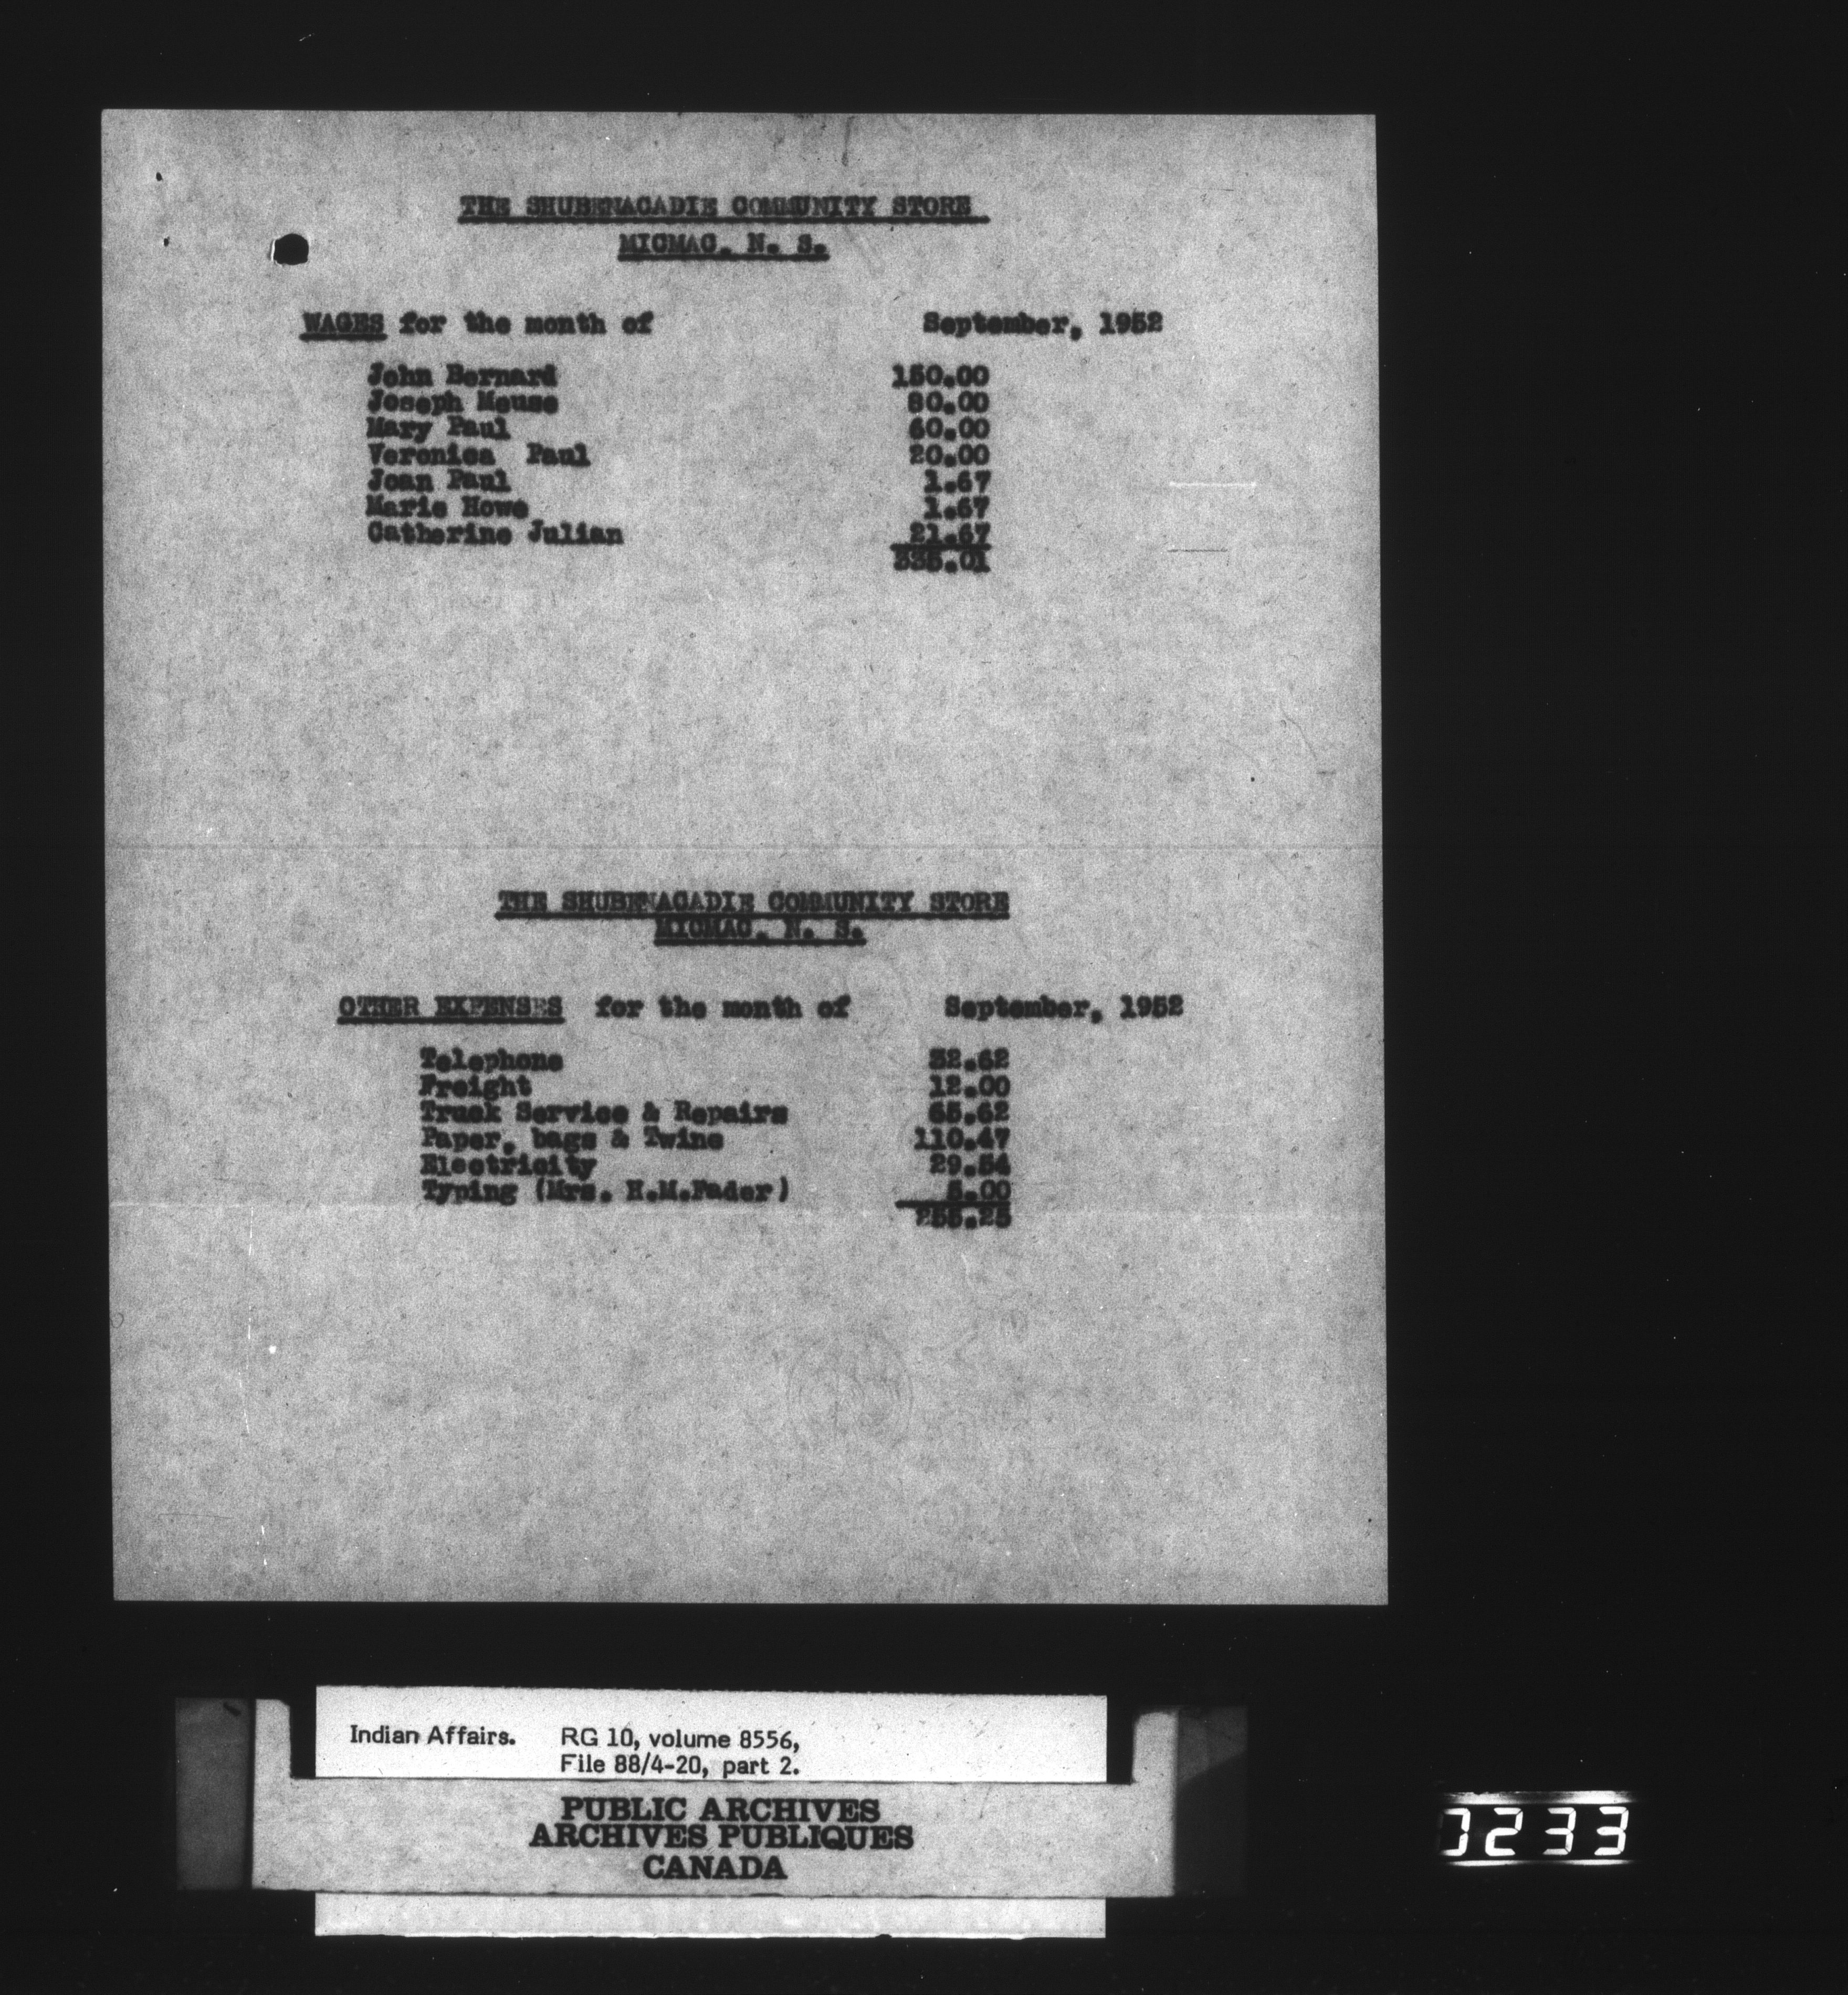 THE SHUBENACADIE COMMUNITY STORE
MICMAC, N. S.
WAGES for the month of September, 1952
John Bernard 150.00
Joseph Meuse 80.00
Mary Paul 60.00
Veronica Paul 20.00
Joan Paul 1.67
Marie Howe 1.67
Catherine Julian 21.67
335.01
THE SHUBENACADIE COMMUNITY STORE
MICMAC, N. S.
OTHER EXPENSES for the month of September, 1952
Telephone 32.62
Freight 12.00
Truck Service & Repairs 65.62
Paper, bags & Twine 110.47
Electricity 29.54
Typing (Mrs. H.M.Fader) 5.00
255.25
Indian Affairs. RG 10, volume 8556,
File 88/4-20, part 2.
PUBLIC ARCHIVES
ARCHIVES PUBLIQUES
CANADA
0233